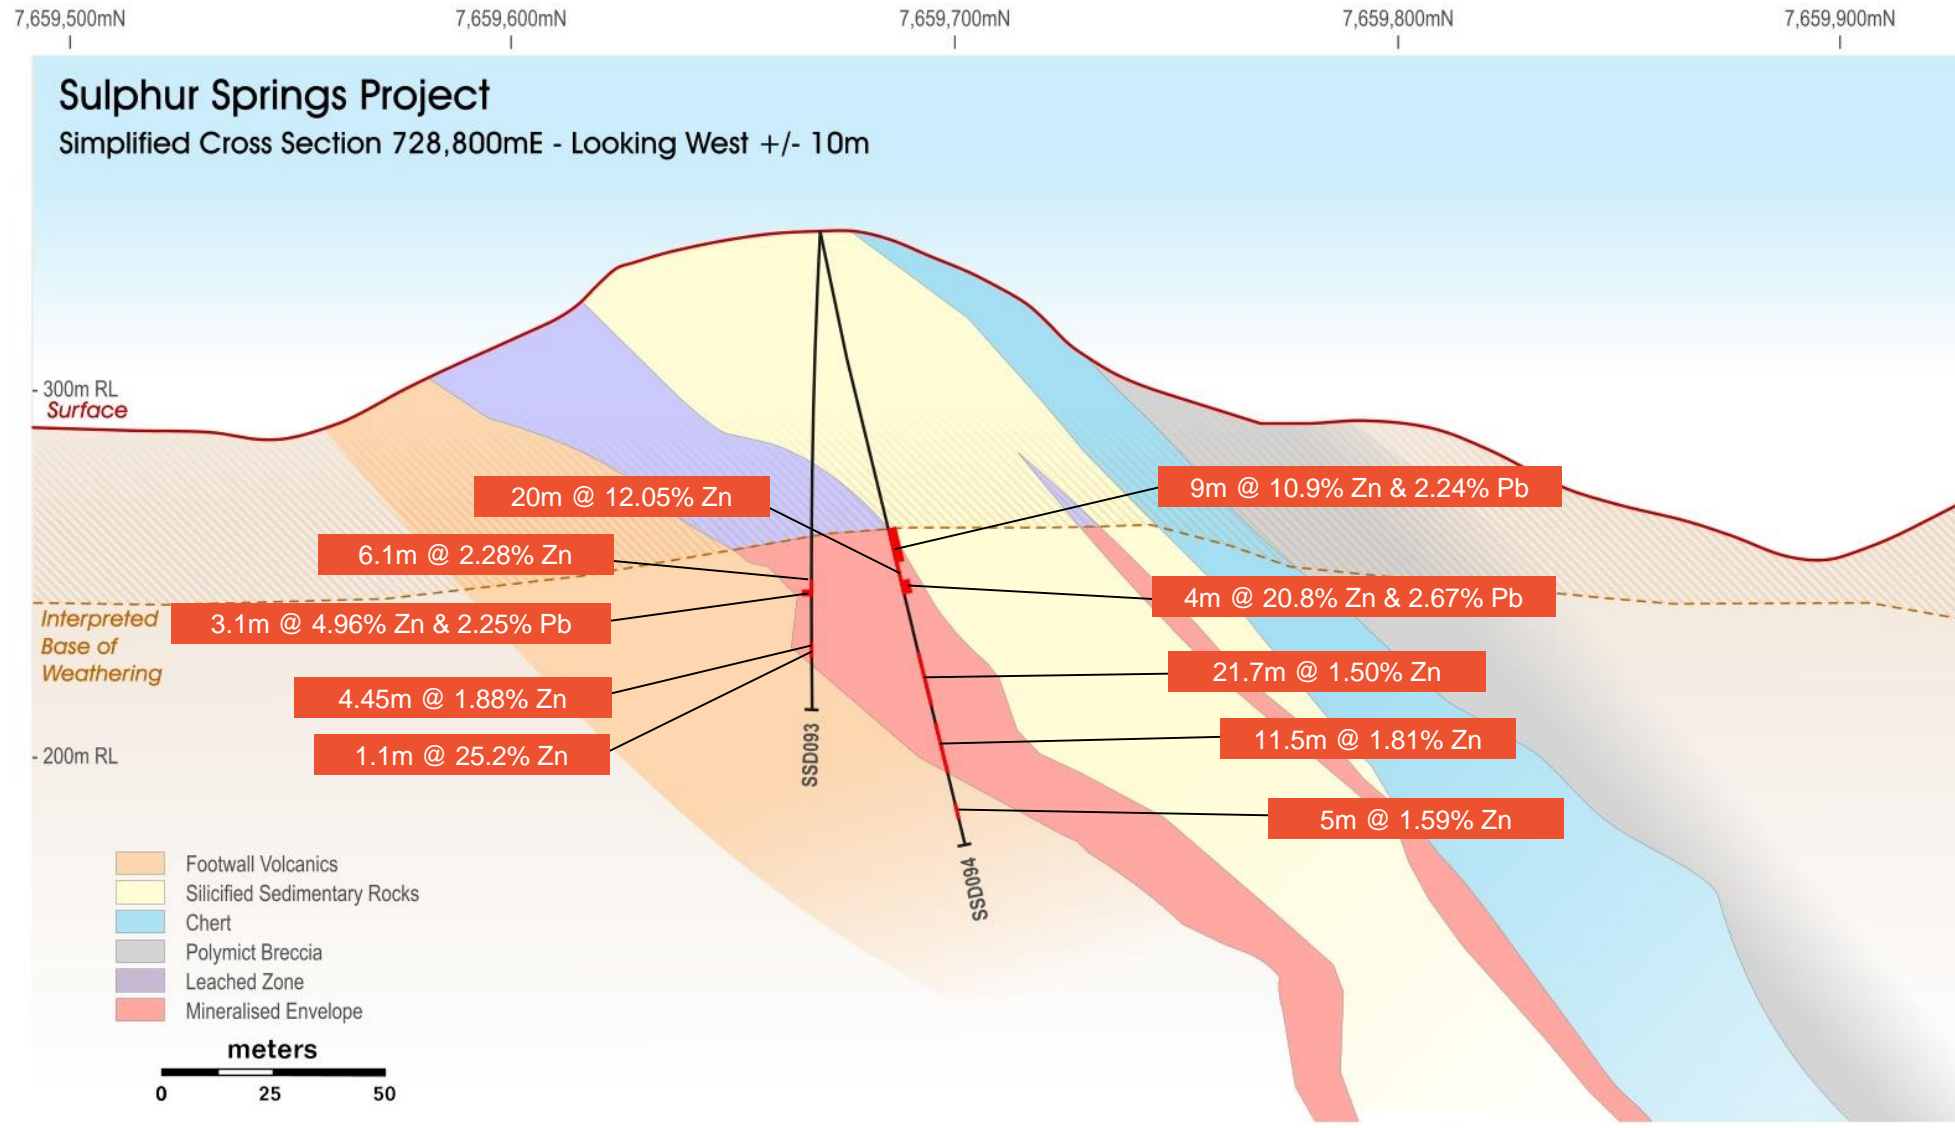 7,659,500mN
7,659,600mN
7,659,700mN
7,659,800mN
7,659,900mN
Sulphur Springs Project
Simplified Cross Section 728,800mE - Looking West +/- 10m
- 300m RL
Surface
20m @ 12.05% Zn
9m @ 10.9% Zn & 2.24% Pb
6.1m @ 2.28% Zn
4m @ 20.8% Zn & 2.67% Pb
3.1m @ 4.96% Zn & 2.25% Pb
Interpreted
Base of
Weathering
21.7m @ 1.50% Zn
4.45m @ 1.88% Zn
11.5m @ 1.81% Zn
1.1m @ 25.2% Zn
- 200m RL
SSD093
5m @ 1.59% Zn
SSD094
Footwall Volcanics
Silicified Sedimentary Rocks
Chert
Polymict Breccia
Leached Zone
Mineralised Envelope
meters
0 25 50